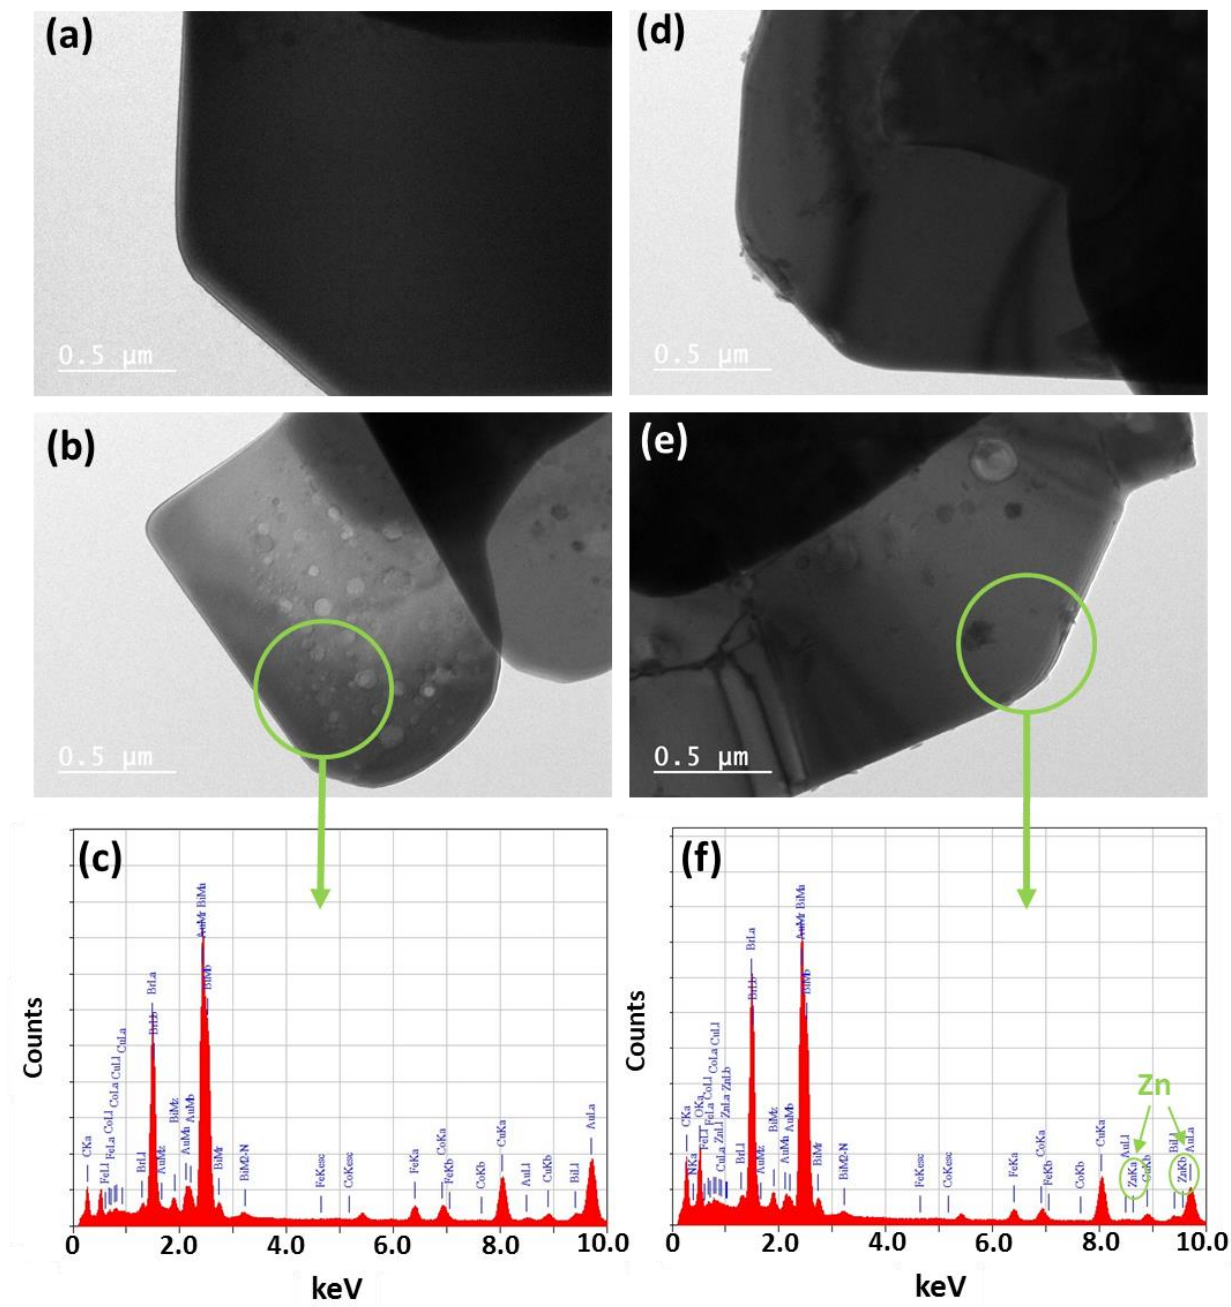 (a)
0.5 µm
(d)
0.5 µm
(b)
0.5 µm
(e)
0.5 µm
(c)
Counts
CKa
FeLl
CoLl
FeLa
CoLa
CuLl
CuLa
BrLl
BrLa
BrLb
AuMz
BiMz
AuMa
AuMb
AuMr
BiMa
BiMb
BiMr
BiM2-N
FeKesc
CoKesc
FeKa
CoKa
FeKb
CoKb
CuKa
AuLl
CuKb
BiLl
AuLa
0
2.0
4.0
6.0
8.0
10.0
keV
(f)
Counts
CKa
NKa
OKa
FeLl
CoLl
FeLa
CoLa
ZnLl
CuLl
CuLa
ZnLa
ZnLb
BrLl
BrLa
BrLb
AuMz
BiMz
AuMa
AuMb
AuMr
BiMa
BiMb
BiMr
BiM2-N
FeKesc
CoKesc
FeKa
CoKa
FeKb
CoKb
CuKa
AuLl
ZnKa
CuKb
BiLl
ZnKb
AuLa
Zn
0
2.0
4.0
6.0
8.0
10.0
keV